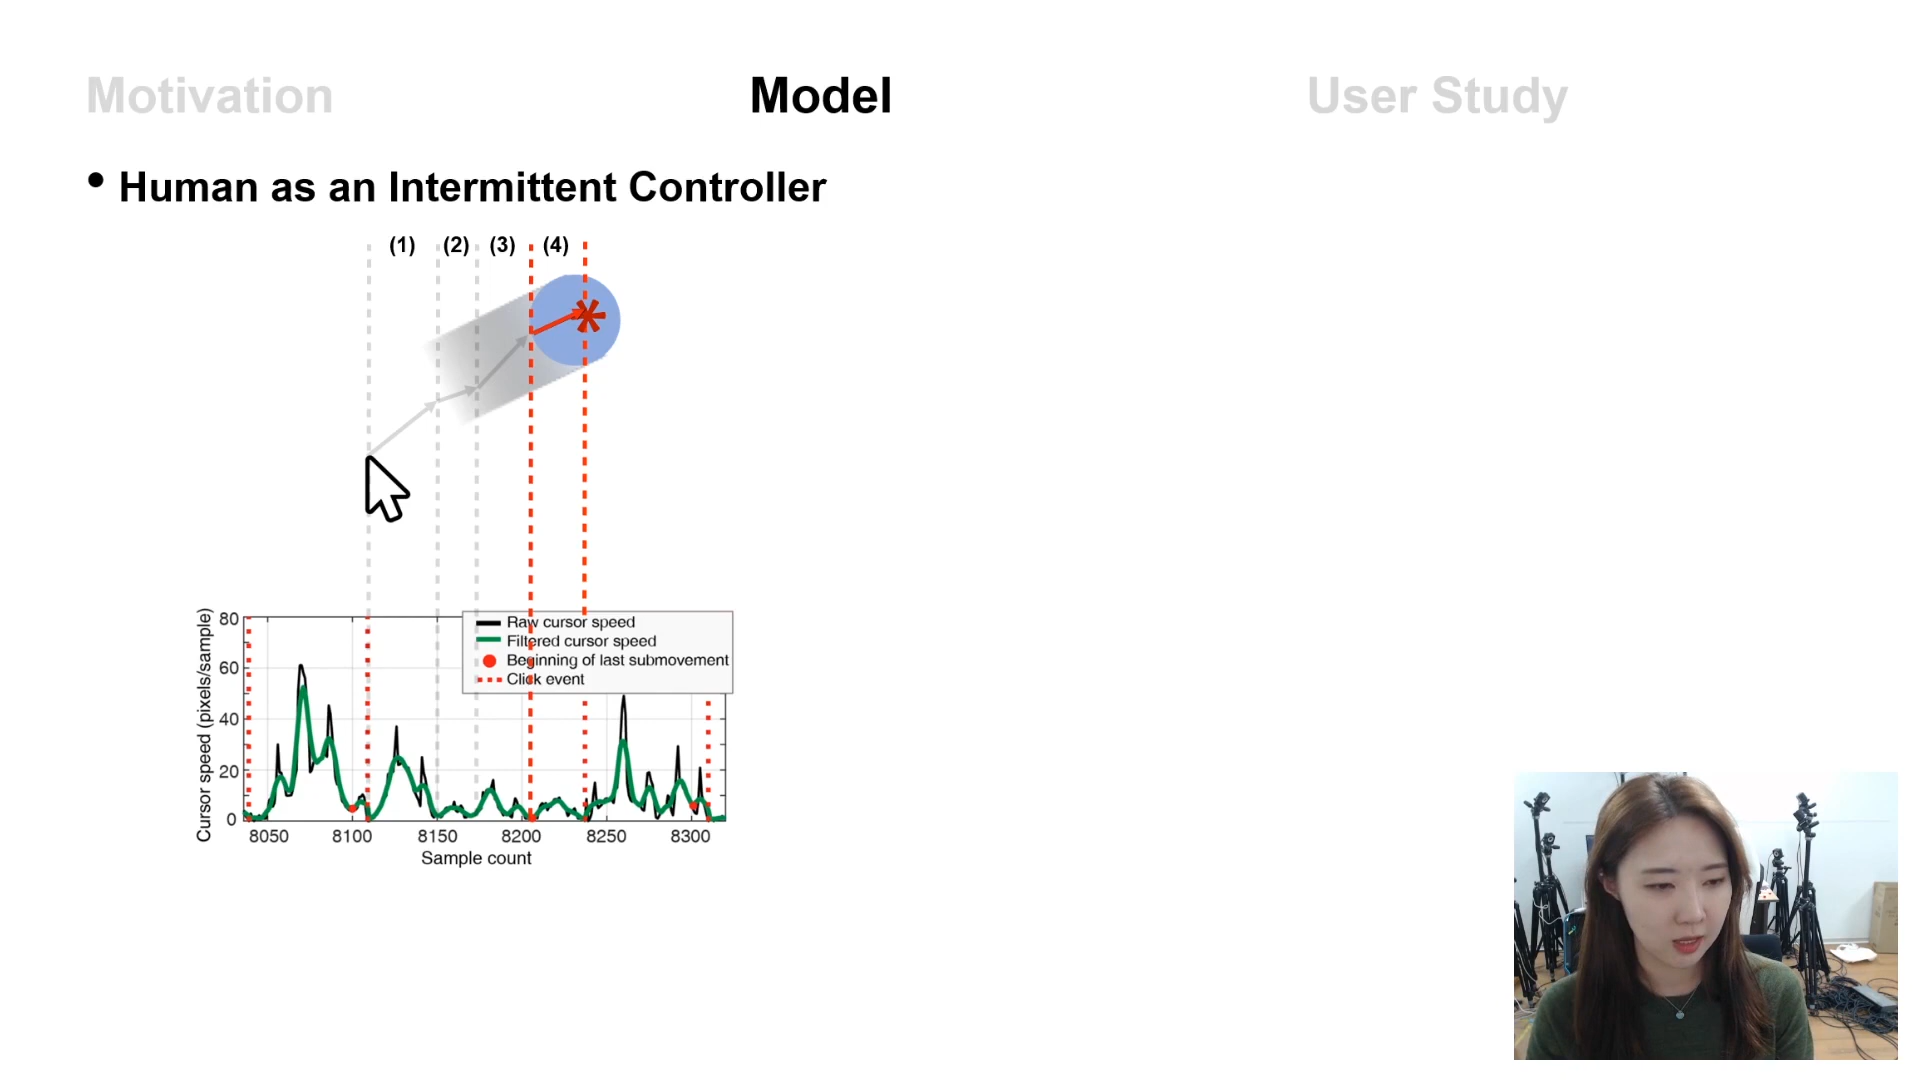 Motivation
Model
User Study
• Human as an Intermittent Controller
(1) (2) (3) (4)
Cursor speed (pixels/sample)
80
60
40
20
0
Raw cursor speed
Filtered cursor speed
Beginning of last submovement
Click event
8050 8100 8150 8200 8250 8300
Sample count